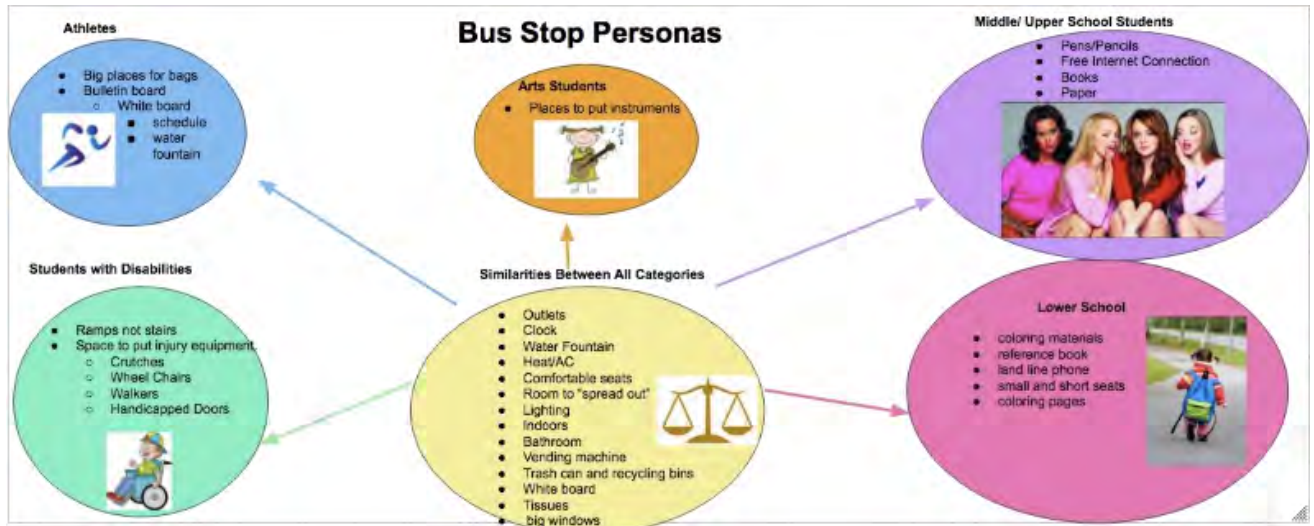 Bus Stop Personas
Athletes
Big places for bags
Bulletin board
White board
schedule
water
fountain
Arts Students
Places to put instruments
Middle/ Upper School Students
Pens/Pencils
Free Internet Connection
Books
Paper
Students with Disabilities
Ramps not stairs
Space to put injury equipment
Crutches
Wheel Chairs
Walkers
Handicapped Doors
Similarities Between All Categories
Outlets
Clock
Water Fountain
Heat/AC
Comfortable seats
Room to "spread out"
Lighting
Indoors
Bathroom
Vending machine
Trash can and recycling bins
White board
Tissues
big windows
Lower School
coloring materials
reference book
land line phone
small and short seats
coloring pages